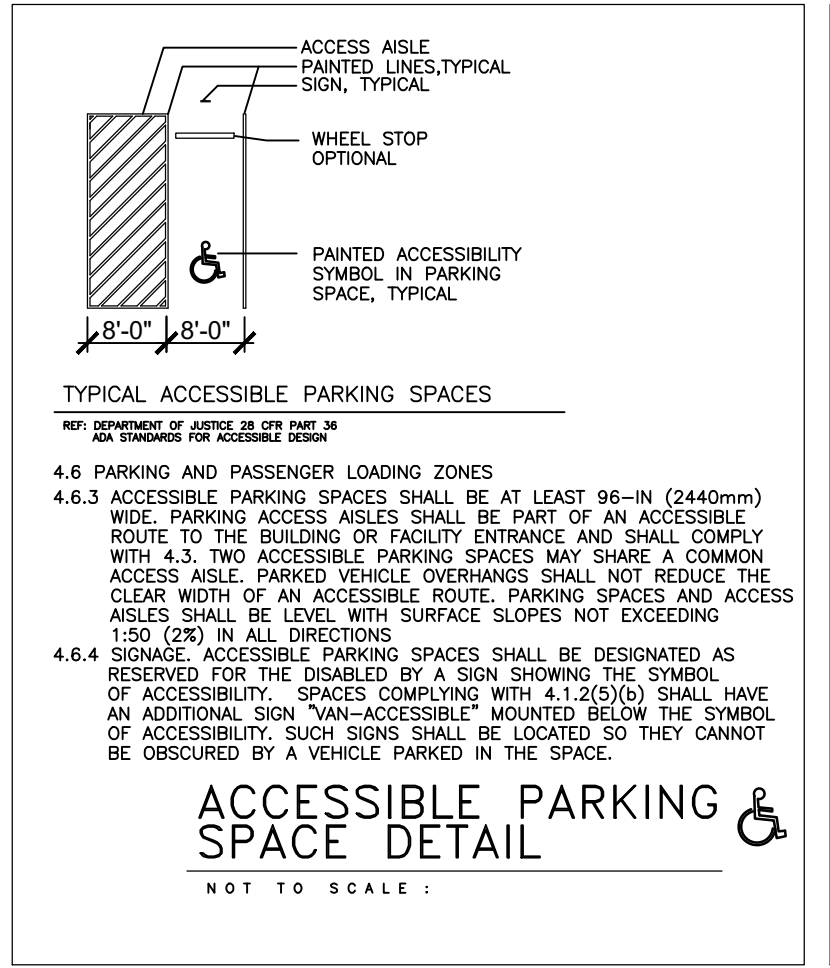 ACCESS AISLE
PAINTED LINES,TYPICAL
SIGN, TYPICAL
WHEEL STOP
OPTIONAL
PAINTED ACCESSIBILITY
SYMBOL IN PARKING
SPACE, TYPICAL
8'-0" 8'-0"
TYPICAL ACCESSIBLE PARKING SPACES
REF: DEPARTMENT OF JUSTICE 28 CFR PART 36
ADA STANDARDS FOR ACCESSIBLE DESIGN
4.6 PARKING AND PASSENGER LOADING ZONES
4.6.3 ACCESSIBLE PARKING SPACES SHALL BE AT LEAST 96-IN (2440mm)
WIDE. PARKING ACCESS AISLES SHALL BE PART OF AN ACCESSIBLE
ROUTE TO THE BUILDING OR FACILITY ENTRANCE AND SHALL COMPLY
WITH 4.3. TWO ACCESSIBLE PARKING SPACES MAY SHARE A COMMON
ACCESS AISLE. PARKED VEHICLE OVERHANGS SHALL NOT REDUCE THE
CLEAR WIDTH OF AN ACCESSIBLE ROUTE. PARKING SPACES AND ACCESS
AISLES SHALL BE LEVEL WITH SURFACE SLOPES NOT EXCEEDING
1:50 (2%) IN ALL DIRECTIONS
4.6.4 SIGNAGE. ACCESSIBLE PARKING SPACES SHALL BE DESIGNATED AS
RESERVED FOR THE DISABLED BY A SIGN SHOWING THE SYMBOL
OF ACCESSIBILITY. SPACES COMPLYING WITH 4.1.2(5)(b) SHALL HAVE
AN ADDITIONAL SIGN "VAN-ACCESSIBLE" MOUNTED BELOW THE SYMBOL
OF ACCESSIBILITY. SUCH SIGNS SHALL BE LOCATED SO THEY CANNOT
BE OBSCURED BY A VEHICLE PARKED IN THE SPACE.
ACCESSIBLE PARKING
SPACE DETAIL
NOT TO SCALE :